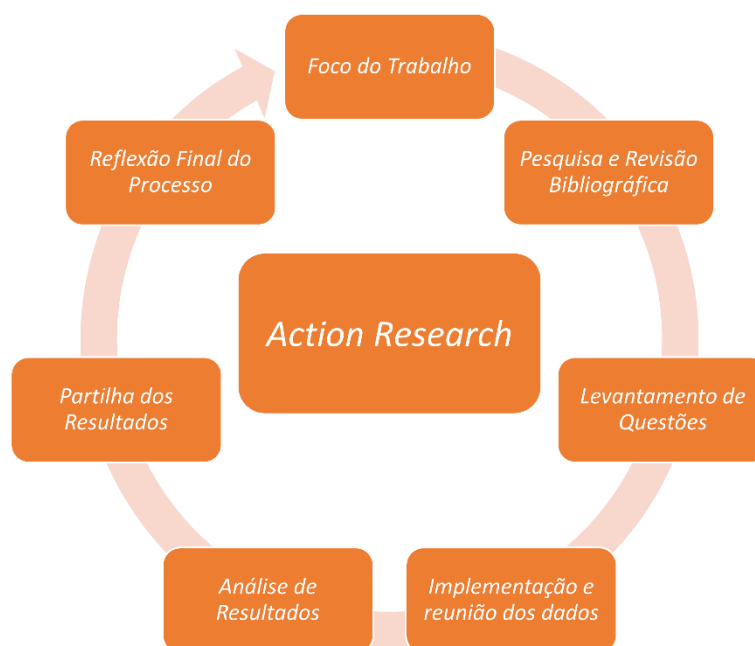 Foco do Trabalho
Pesquisa e Revisão
Bibliográfica
Levantamento de
Questões
Implementação e
reunião dos dados
Análise de
Resultados
Partilha dos
Resultados
Reflexão Final do
Processo
Action Research